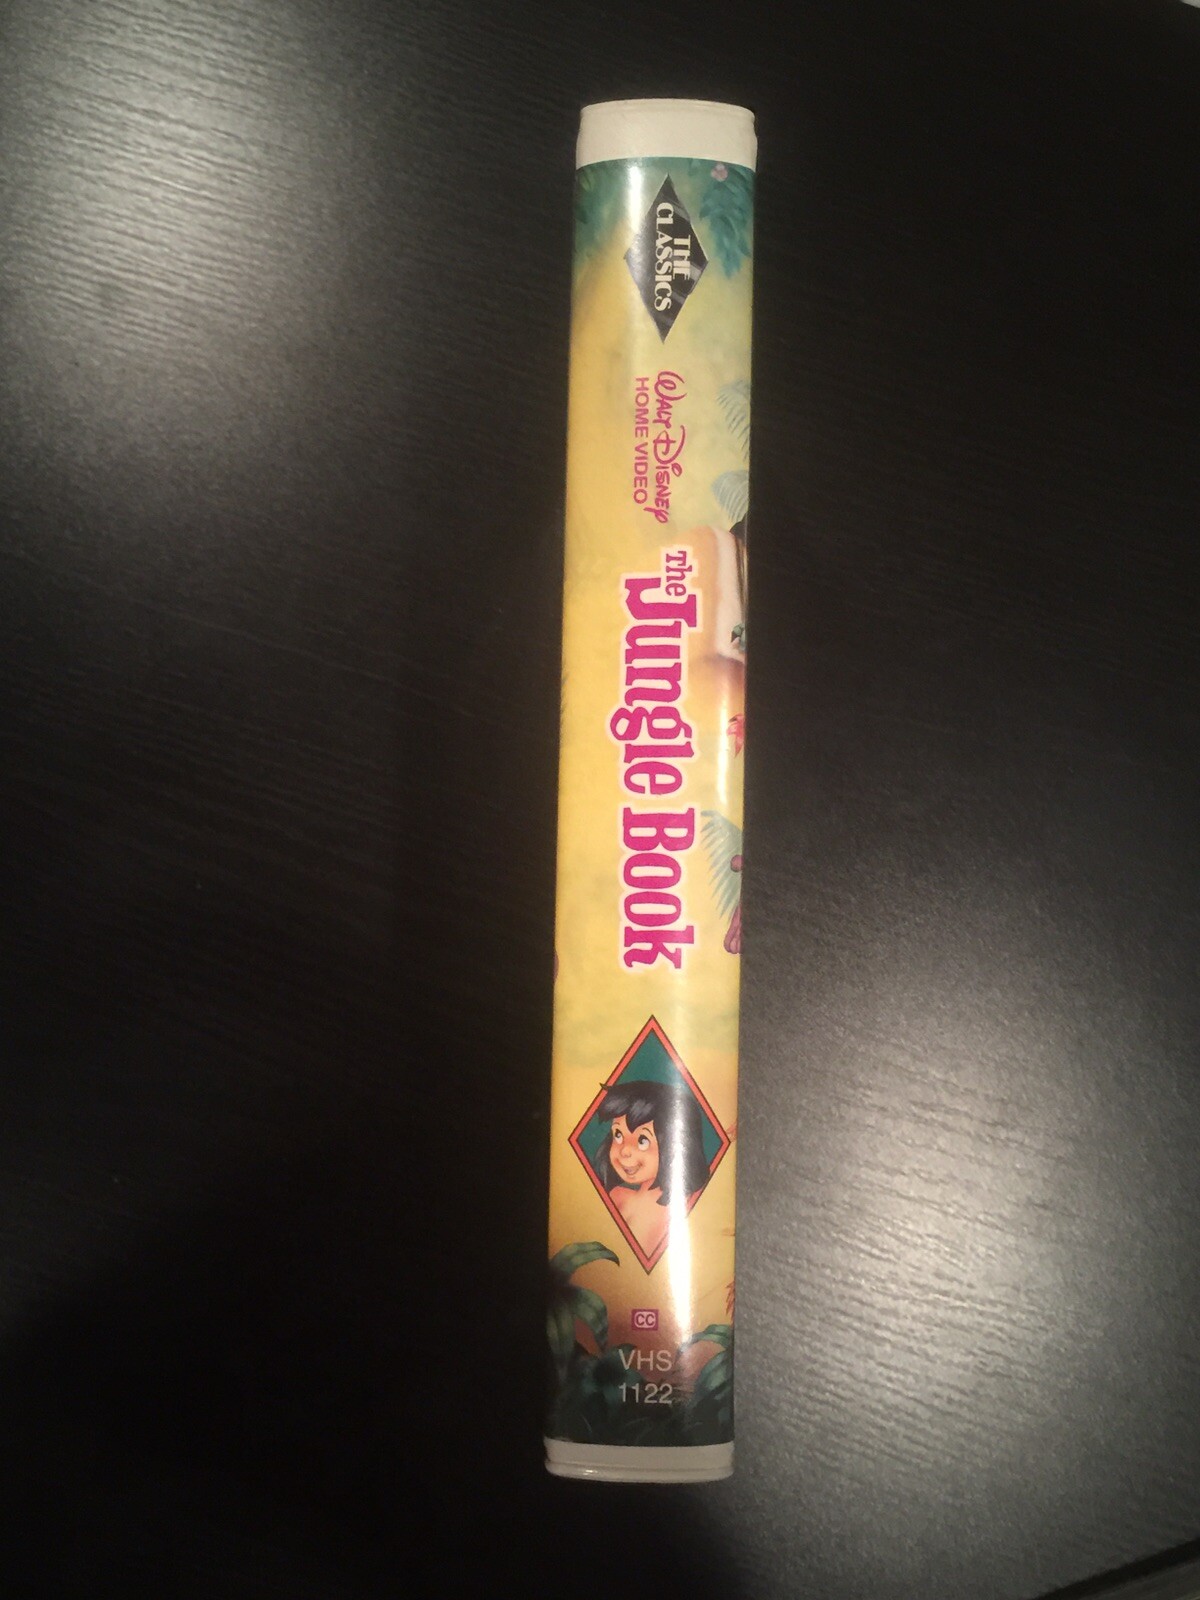 THE
CLASSICS
WALT DISNEY
HOME VIDEO
The
Jungle Book
CC
VHS
1122